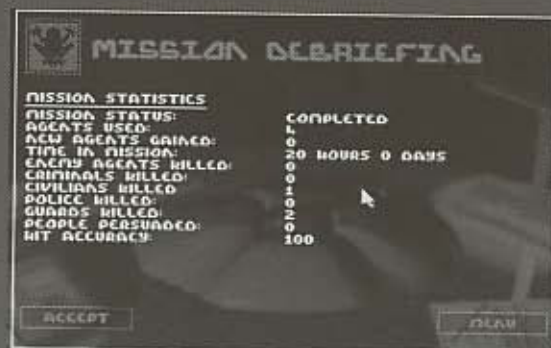 MISSION DEBRIEFING
MISSION STATISTICS
MISSION STATUS: COMPLETED
AGENTS USED: 4
NEW AGENTS GAINED: 0
TIME IN MISSION: 20 HOURS 0 DAYS
ENEMY AGENTS KILLED: 0
CRIMINALS KILLED: 0
CIVILIANS KILLED 1
POLICE KILLED: 0
GUARDS KILLED: 2
PEOPLE PERSUADED: 0
HIT ACCURACY: 100
ACCEPT MENU